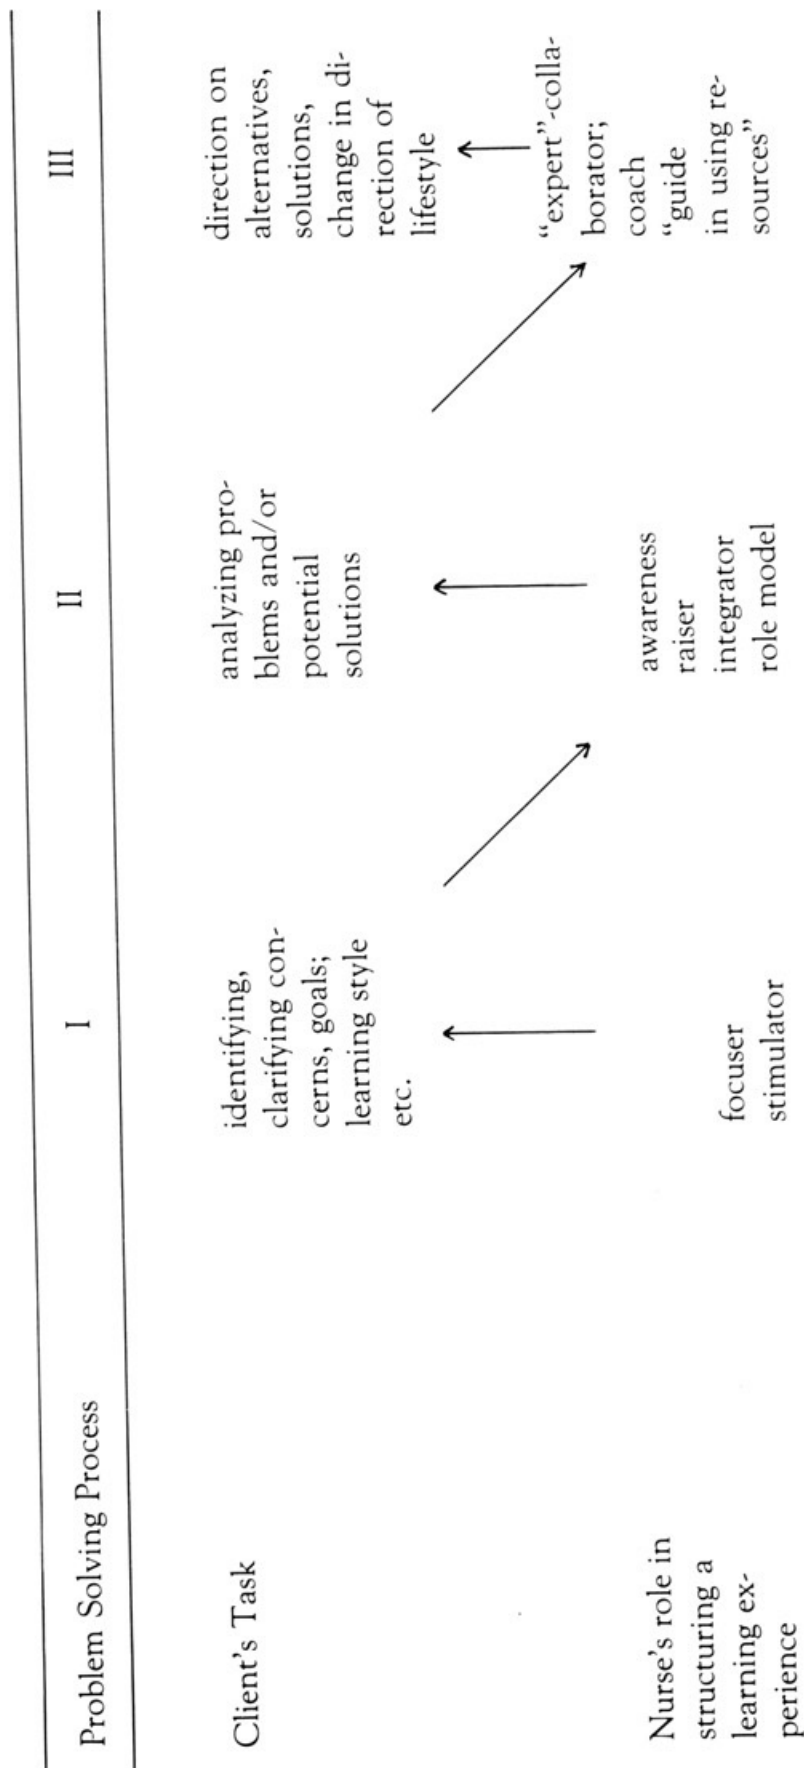 Problem Solving Process
I
II
III
Client's Task
identifying,
clarifying con-
cerns, goals;
learning style
etc.
analyzing pro-
blems and/or
potential
solutions
direction on
alternatives,
solutions,
change in di-
rection of
lifestyle
Nurse's role in
structuring a
learning ex-
perience
focuser
stimulator
awareness
raiser
integrator
role model
“expert”-colla-
borator;
coach
“guide
in using re-
sources”